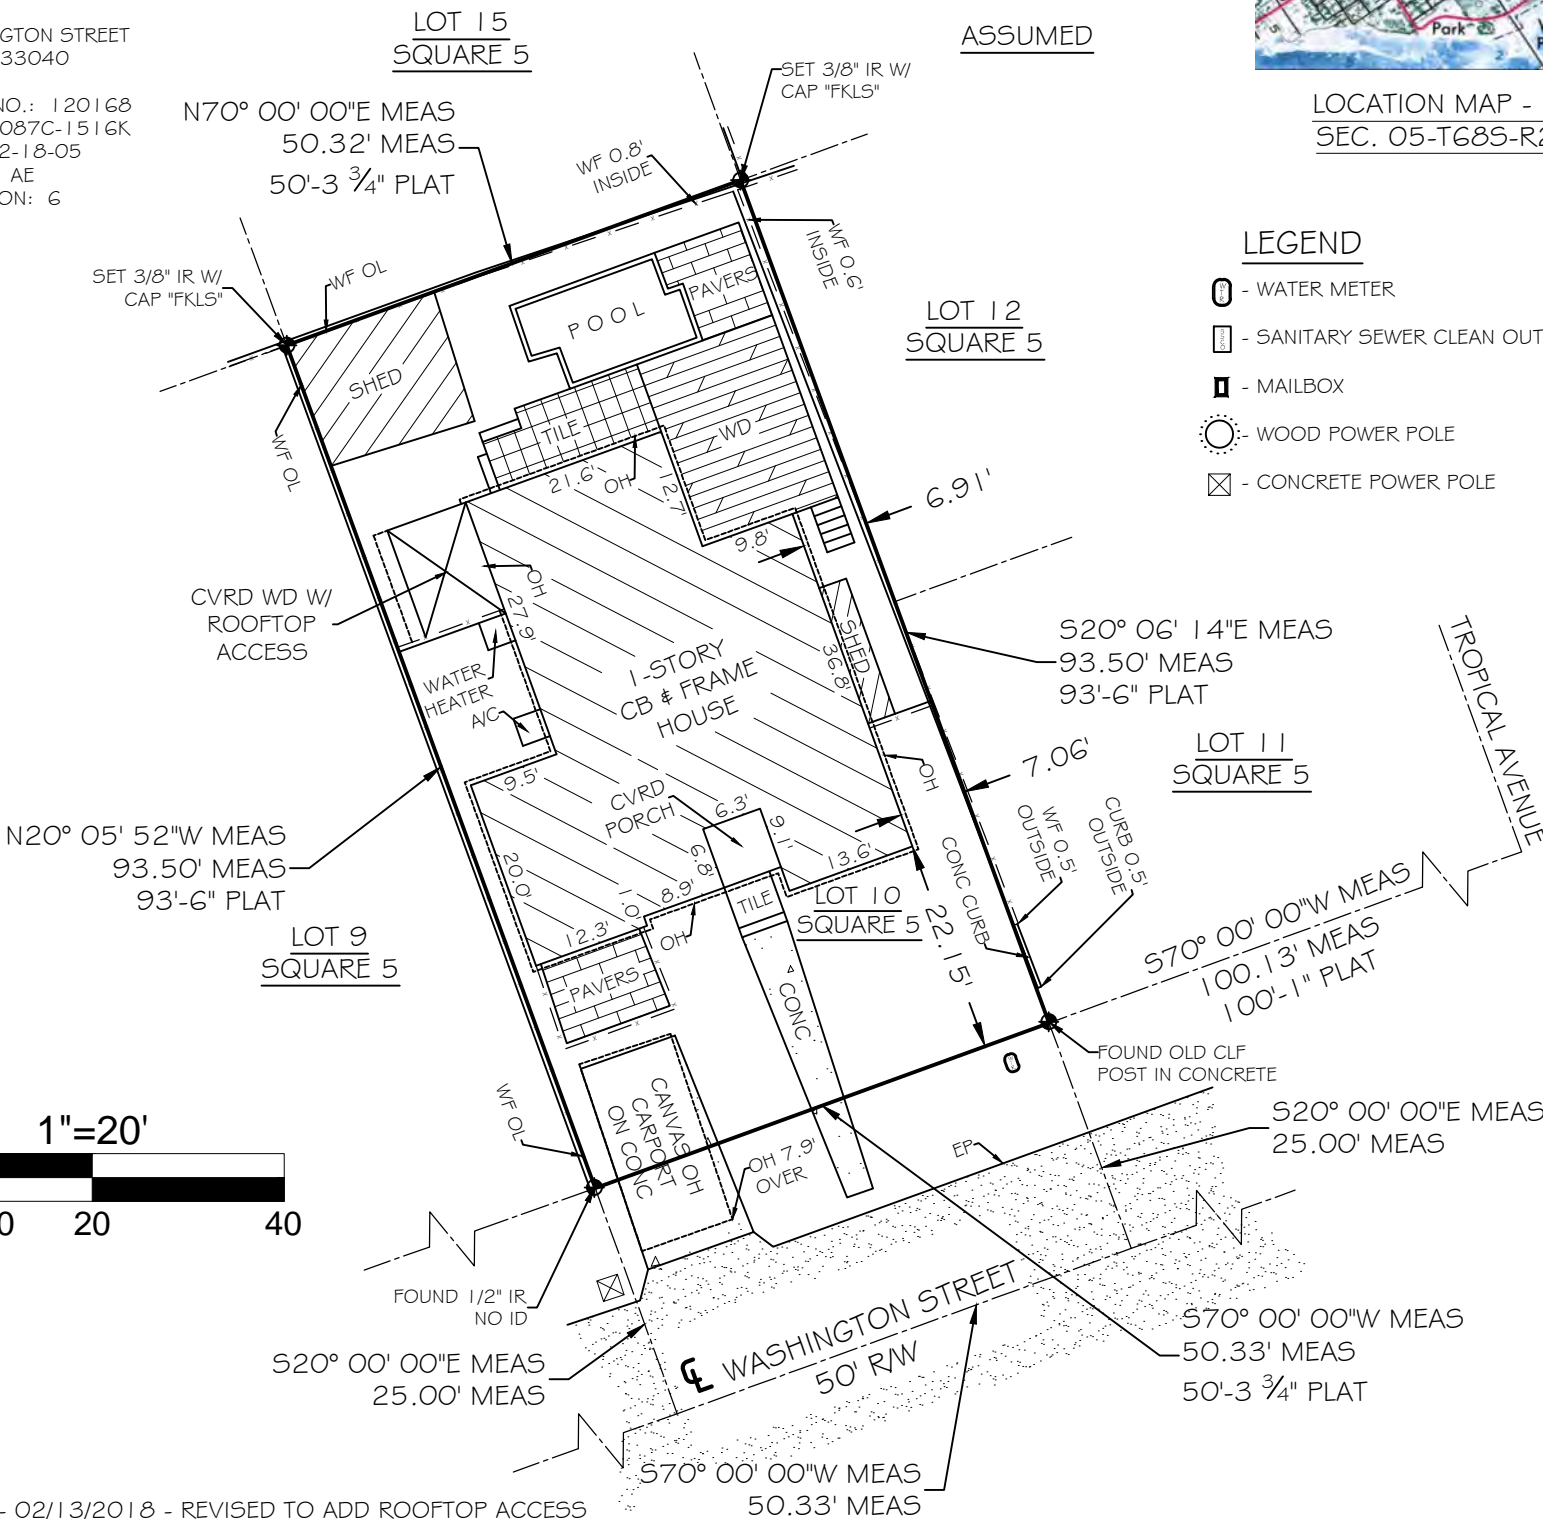 GTON STREET
33040
NO.: 120168
087C-1516K
2-18-05
AE
ON: 6
LOT 15
SQUARE 5
ASSUMED
Park
LOCATION MAP -
SEC. 05-T68S-R2
N70° 00' 00"E MEAS
50.32' MEAS
50'-3 ¾" PLAT
SET 3/8" IR W/
CAP "FKLS"
WF 0.8'
INSIDE
WF 0.6'
INSIDE
SET 3/8" IR W/
CAP "FKLS"
WF OL
WF OL
SHED
POOL
PAVERS
TILE
WD
LOT 12
SQUARE 5
LEGEND
- WATER METER
- SANITARY SEWER CLEAN OUT
- MAILBOX
- WOOD POWER POLE
- CONCRETE POWER POLE
21.6'
OH
12.7'
9.8'
6.91'
CVRD WD W/
ROOFTOP
ACCESS
OH
27.9'
WATER
HEATER
A/C
1-STORY
CB & FRAME
HOUSE
SHED
36.8'
S20° 06' 14"E MEAS
93.50' MEAS
93'-6" PLAT
TROPICAL AVENUE
LOT 11
SQUARE 5
7.06'
OH
9.5'
CVRD
PORCH
6.3'
9.1'
6.8'
13.6'
N20° 05' 52"W MEAS
93.50' MEAS
93'-6" PLAT
20.0'
1.0'
8.9'
12.3'
OH
TILE
LOT 10
SQUARE 5
22.15'
CONC CURB
WF 0.5'
OUTSIDE
CURB 0.5'
OUTSIDE
S70° 00' 00"W MEAS
100.13' MEAS
100'-1" PLAT
LOT 9
SQUARE 5
PAVERS
CONC
FOUND OLD CLF
POST IN CONCRETE
S20° 00' 00"E MEAS
25.00' MEAS
WF OL
CANVAS OH
CARPORT
ON CONC
OH 7.9'
OVER
EP
1"=20'
0 20 40
FOUND 1/2" IR
NO ID
S20° 00' 00"E MEAS
25.00' MEAS
℄ WASHINGTON STREET
50' R/W
S70° 00' 00"W MEAS
50.33' MEAS
50'-3 ¾" PLAT
S70° 00' 00"W MEAS
50.33' MEAS
- 02/13/2018 - REVISED TO ADD ROOFTOP ACCESS